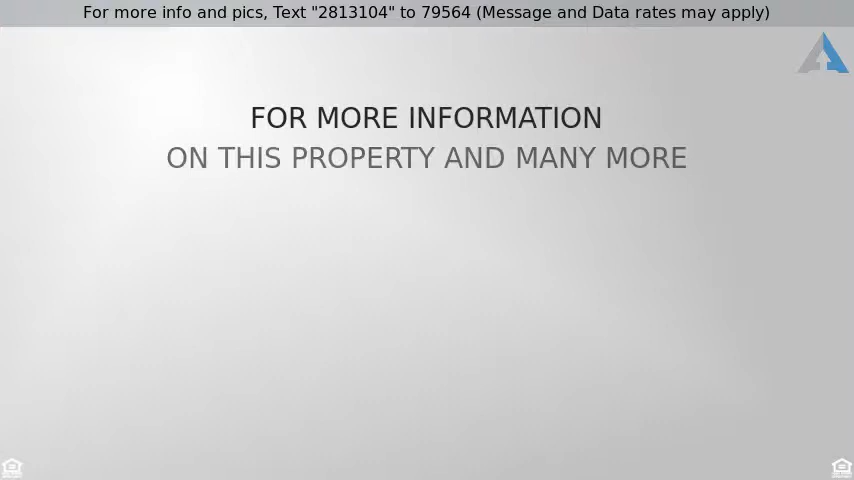 For more info and pics, Text "2813104" to 79564 (Message and Data rates may apply)
FOR MORE INFORMATION
ON THIS PROPERTY AND MANY MORE